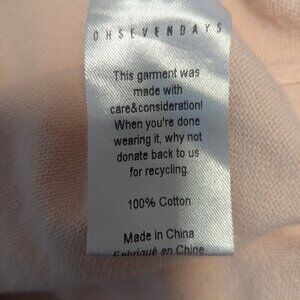 OHSEVENDAYS
This garment was
made with
care&consideration!
When you're done
wearing it, why not
donate back to us
for recycling.
100% Cotton
Made in China
Fabriqué en Chine